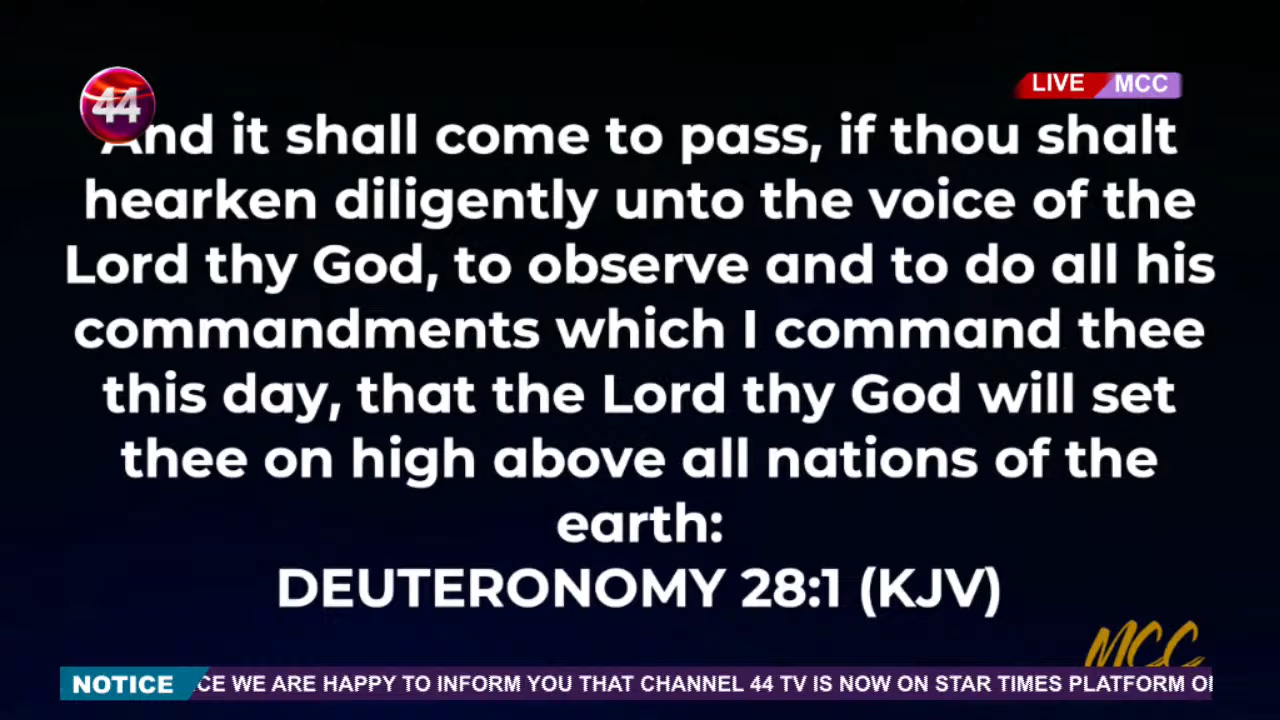 44
LIVE MCC
And it shall come to pass, if thou shalt
hearken diligently unto the voice of the
Lord thy God, to observe and to do all his
commandments which I command thee
this day, that the Lord thy God will set
thee on high above all nations of the
earth:
DEUTERONOMY 28:1 (KJV)
MCC
NOTICE CE WE ARE HAPPY TO INFORM YOU THAT CHANNEL 44 TV IS NOW ON STAR TIMES PLATFORM